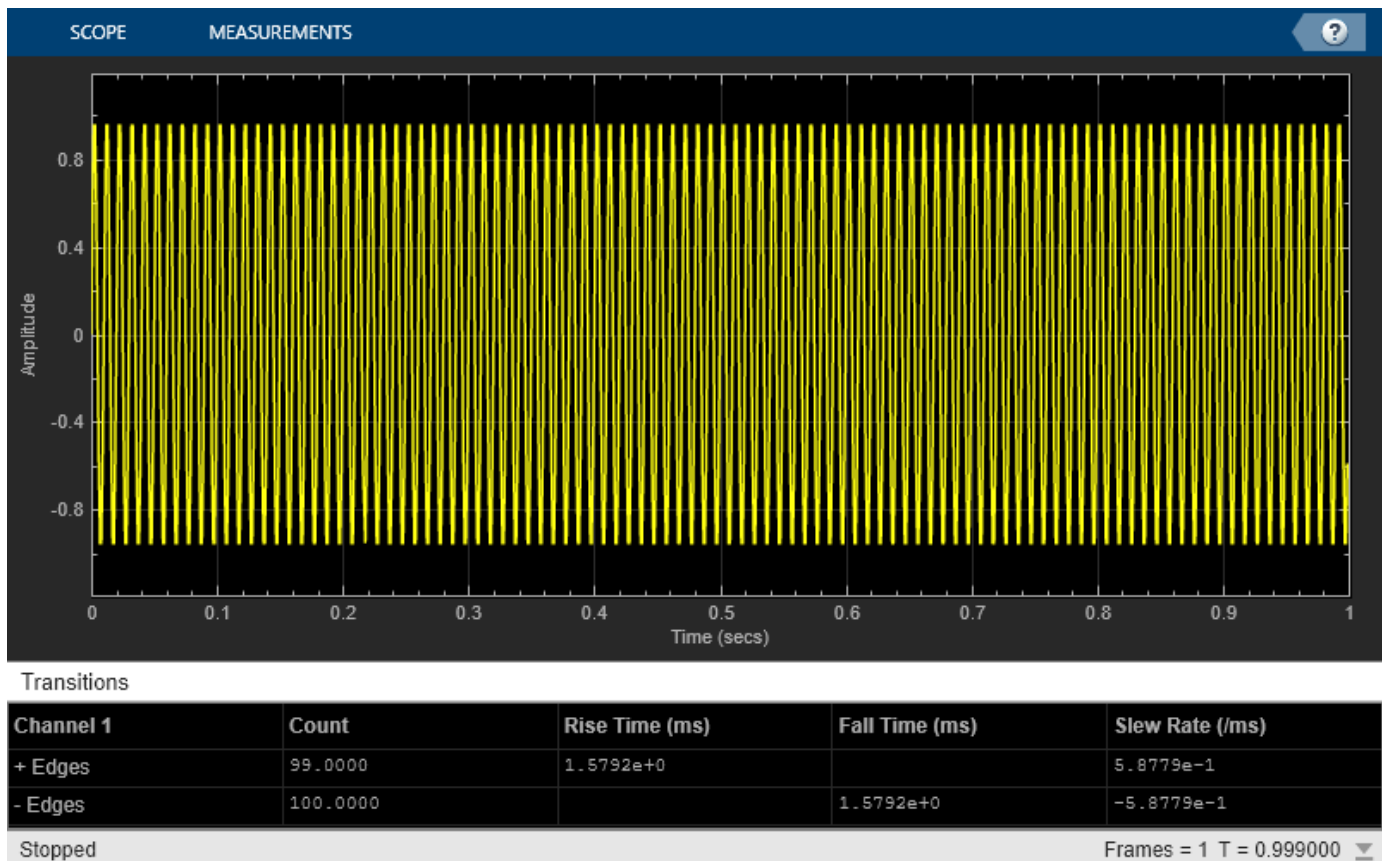 SCOPE MEASUREMENTS ?
0.8
0.4
Amplitude
0
-0.4
-0.8
0 0.1 0.2 0.3 0.4 0.5 0.6 0.7 0.8 0.9 1
Time (secs)
Transitions
Channel 1 Count Rise Time (ms) Fall Time (ms) Slew Rate (/ms)
+ Edges 99.0000 1.5792e+0 5.8779e-1
- Edges 100.0000 1.5792e+0 -5.8779e-1
Stopped Frames = 1 T = 0.999000